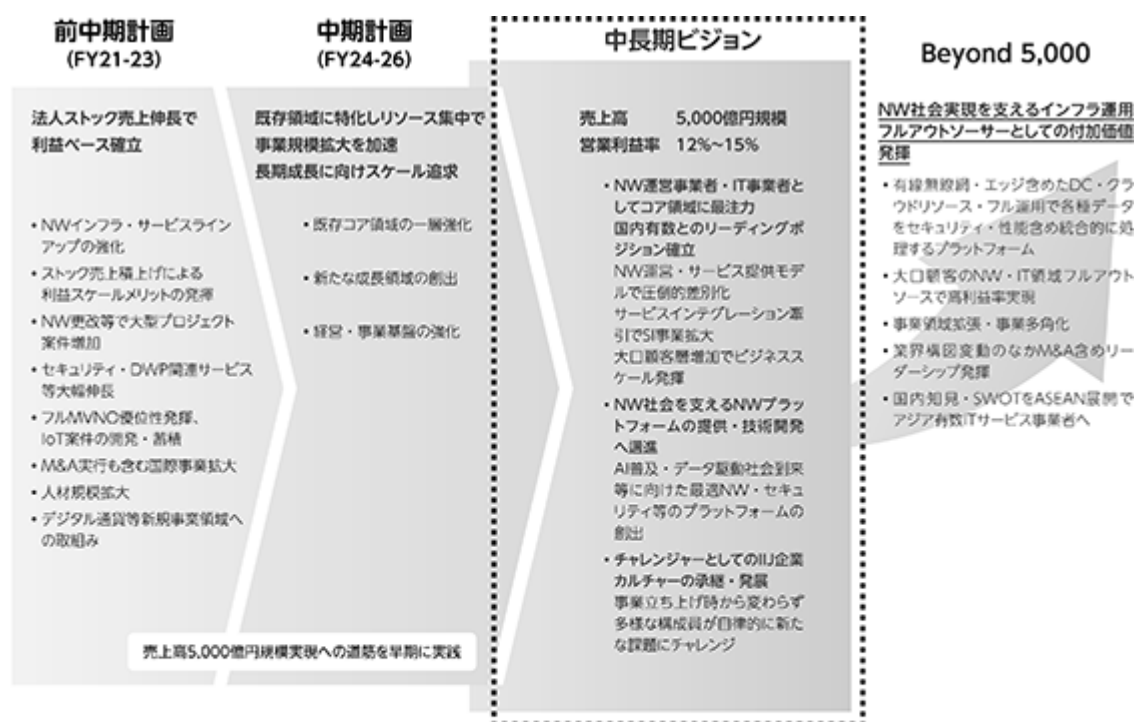 前中期計画
(FY21-23)
法人ストック売上伸長で
利益ベース確立
・NWインフラ・サービスライン
アップの強化
・ストック売上積上げによる
利益スケールメリットの発揮
・NW更改等で大型プロジェクト
案件増加
・セキュリティ・DWP関連サービス
等大幅伸長
・フルMVNO優位性発揮、
IoT案件の開発・蓄積
・M&A実行も含む国際事業拡大
・人材規模拡大
・デジタル通貨等新規事業領域へ
の取組み
中期計画
(FY24-26)
既存領域に特化しリソース集中で
事業規模拡大を加速
長期成長に向けスケール追求
・既存コア領域の一層強化
・新たな成長領域の創出
・経営・事業基盤の強化
売上高5,000億円規模実現への道筋を早期に実践
中長期ビジョン
売上高 5,000億円規模
営業利益率 12%~15%
・NW運営事業者・IT事業者と
してコア領域に最注力
国内有数とのリーディングポ
ジション確立
NW運営・サービス提供モデ
ルで圧倒的差別化
サービスインテグレーション牽
引でSI事業拡大
大口顧客層増加でビジネスス
ケール発揮
・NW社会を支えるNWプラッ
トフォームの提供・技術開発
へ邁進
AI普及・データ駆動社会到来
等に向けた最適NW・セキュ
リティ等のプラットフォームの
創出
・チャレンジャーとしてのIIJ企業
カルチャーの承継・発展
事業立ち上げ時から変わらず
多様な構成員が自律的に新た
な課題にチャレンジ
Beyond 5,000
NW社会実現を支えるインフラ運用
フルアウトソーサーとしての付加価値
発揮
・有線無線網・エッジ含めたDC・クラ
ウドリソース・フル運用で各種データ
をセキュリティ・性能含め統合的に処
理するプラットフォーム
・大口顧客のNW・IT領域フルアウト
ソースで高利益率実現
・事業領域拡張・事業多角化
・業界構図変動のなかM&A含めリー
ダーシップ発揮
・国内知見・SWOTをASEAN展開で
アジア有数ITサービス事業者へ